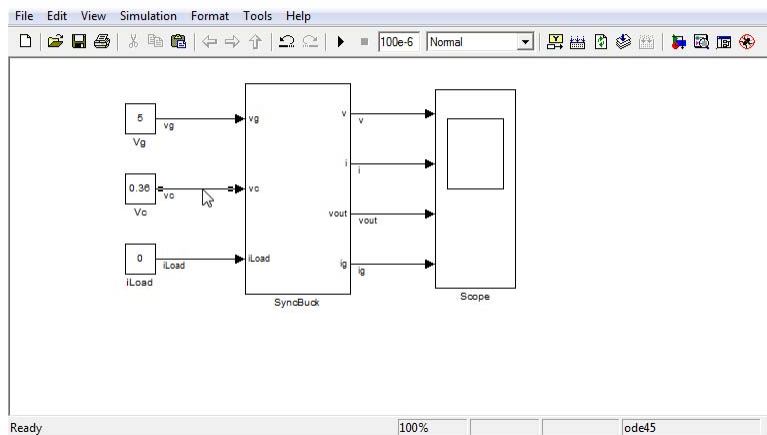 File Edit View Simulation Format Tools Help
100e-6 Normal
5
Vg
vg
0.36
Vc
vc
0
iLoad
iLoad
vg
vc
iLoad
v
i
vout
ig
SyncBuck
v
i
vout
ig
Scope
Ready 100% ode45